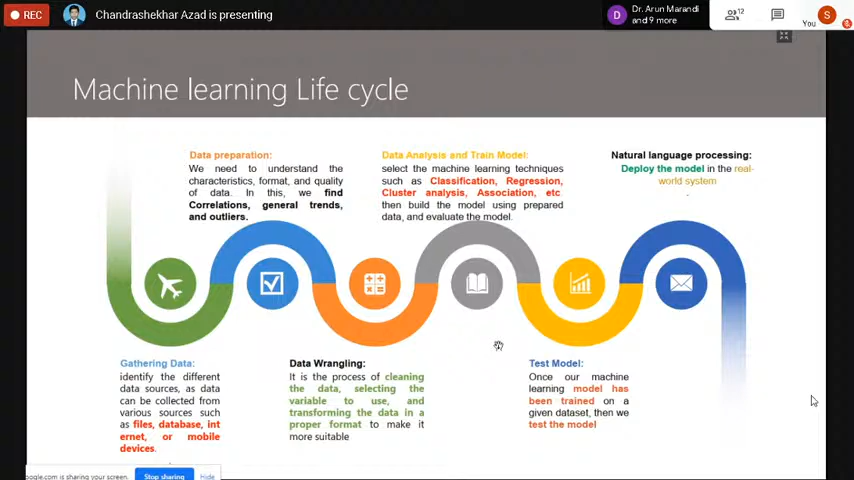 REC
Chandrashekhar Azad is presenting
D
Dr. Arun Marandi
and 9 more
12
S
You
Machine learning Life cycle
Data preparation:
We need to understand the
characteristics, format, and quality
of data. In this, we find
Correlations, general trends,
and outliers.
Data Analysis and Train Model:
select the machine learning techniques
such as Classification, Regression,
Cluster analysis, Association, etc
then build the model using prepared
data, and evaluate the model.
Natural language processing:
Deploy the model in the real-
world system
.
Gathering Data:
identify the different
data sources, as data
can be collected from
various sources such
as files, database, int
ernet, or mobile
devices.
Data Wrangling:
It is the process of cleaning
the data, selecting the
variable to use, and
transforming the data in a
proper format to make it
more suitable
Test Model:
Once our machine
learning model has
been trained on a
given dataset, then we
test the model
oogle.com is sharing your screen.
Stop sharing
Hide